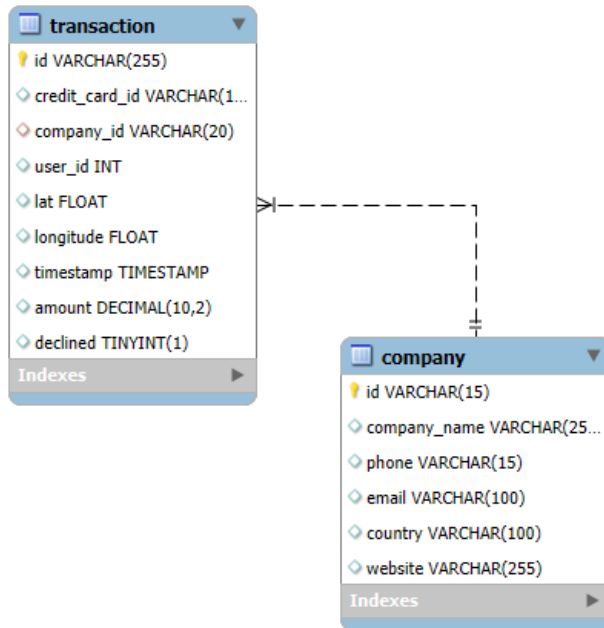 transaction
id VARCHAR(255)
credit_card_id VARCHAR(1...
company_id VARCHAR(20)
user_id INT
lat FLOAT
longitude FLOAT
timestamp TIMESTAMP
amount DECIMAL(10,2)
declined TINYINT(1)
Indexes
company
id VARCHAR(15)
company_name VARCHAR(25...
phone VARCHAR(15)
email VARCHAR(100)
country VARCHAR(100)
website VARCHAR(255)
Indexes